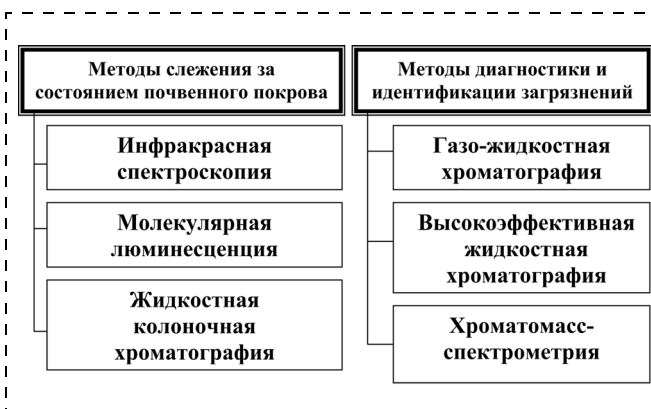 Методы слежения за
состоянием почвенного покрова
Инфракрасная
спектроскопия
Молекулярная
люминесценция
Жидкостная
колоночная
хроматография
Методы диагностики и
идентификации загрязнений
Газо-жидкостная
хроматография
Высокоэффективная
жидкостная
хроматография
Хроматомасс-
спектрометрия